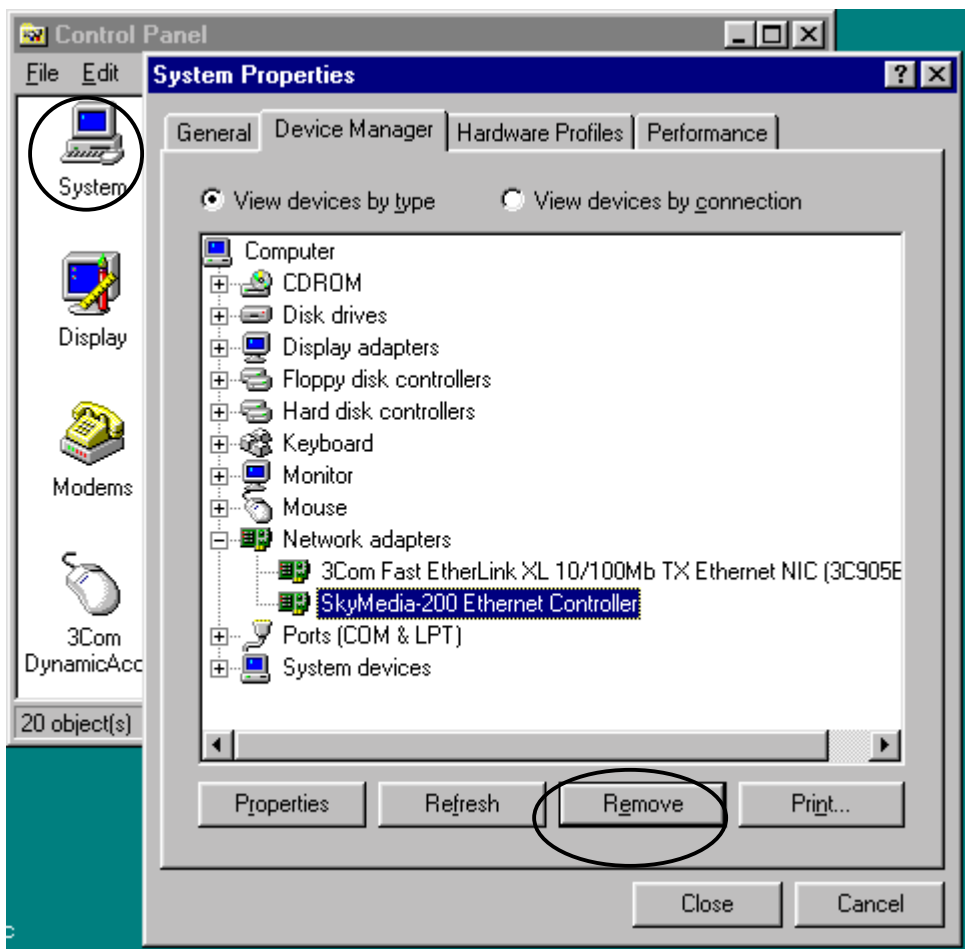 Control Panel
File Edit
System
Display
Modems
3Com
DynamicAcc
20 object(s)
System Properties
General Device Manager Hardware Profiles Performance
View devices by type View devices by connection
Computer
CDROM
Disk drives
Display adapters
Floppy disk controllers
Hard disk controllers
Keyboard
Monitor
Mouse
Network adapters
3Com Fast EtherLink XL 10/100Mb TX Ethernet NIC (3C905B
SkyMedia-200 Ethernet Controller
Ports (COM & LPT)
System devices
Properties Refresh Remove Print...
Close Cancel